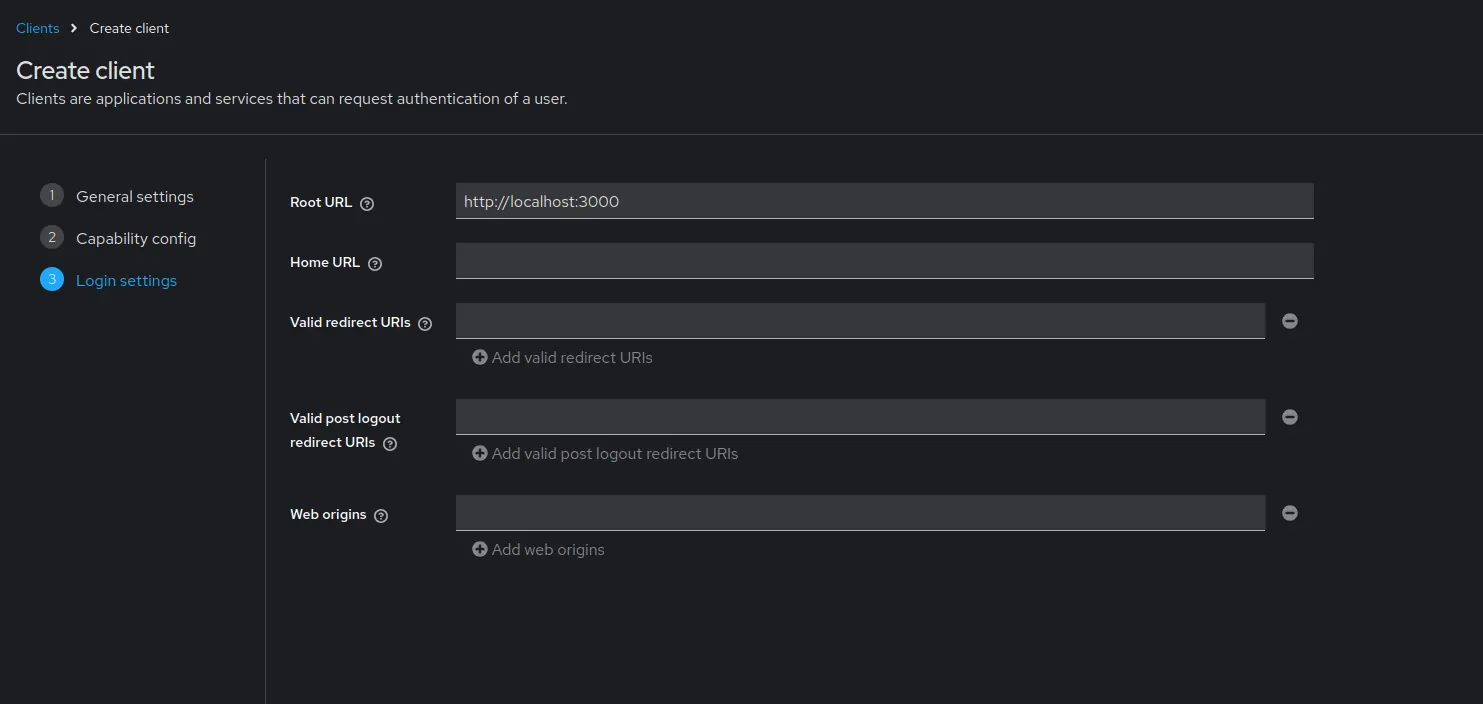 Clients > Create client
Create client
Clients are applications and services that can request authentication of a user.
1 General settings
2 Capability config
3 Login settings
Root URL
http://localhost:3000
Home URL
Valid redirect URIs
Add valid redirect URIs
Valid post logout
redirect URIs
Add valid post logout redirect URIs
Web origins
Add web origins